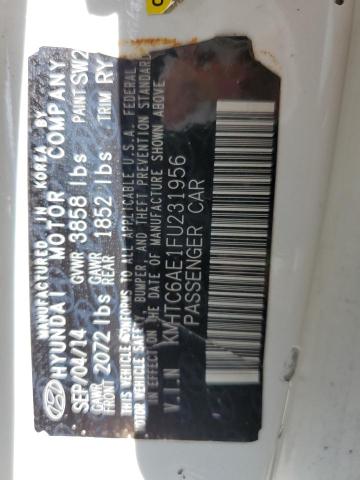 MANUFACTURED IN KOREA BY
HYUNDAI MOTOR COMPANY
SEP/04/14 GVWR 3858 lbs PAINT SW2
GAWR FRONT 2072 lbs GAWR REAR 1852 lbs TRIM RY
THIS VEHICLE CONFORMS TO ALL APPLICABLE U.S.A. FEDERAL
MOTOR VEHICLE SAFETY, BUMPER, AND THEFT PREVENTION STANDARDS
IN EFFECT ON THE DATE OF MANUFACTURE SHOWN ABOVE
V.I.N KMHTC6AE1FU231956
PASSENGER CAR